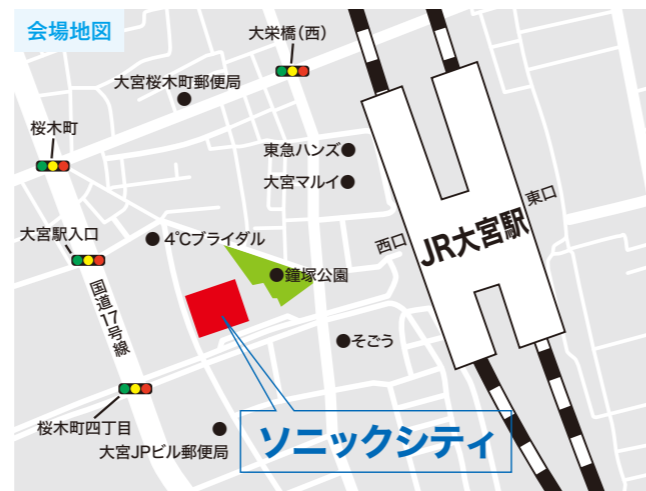 会場地図
大栄橋(西)
大宮桜木町郵便局
桜木町
東急ハンズ
大宮マルイ
東口
大宮駅入口
4℃ブライダル
西口
JR大宮駅
鐘塚公園
国道17号線
そごう
桜木町四丁目
大宮JPビル郵便局
ソニックシティ